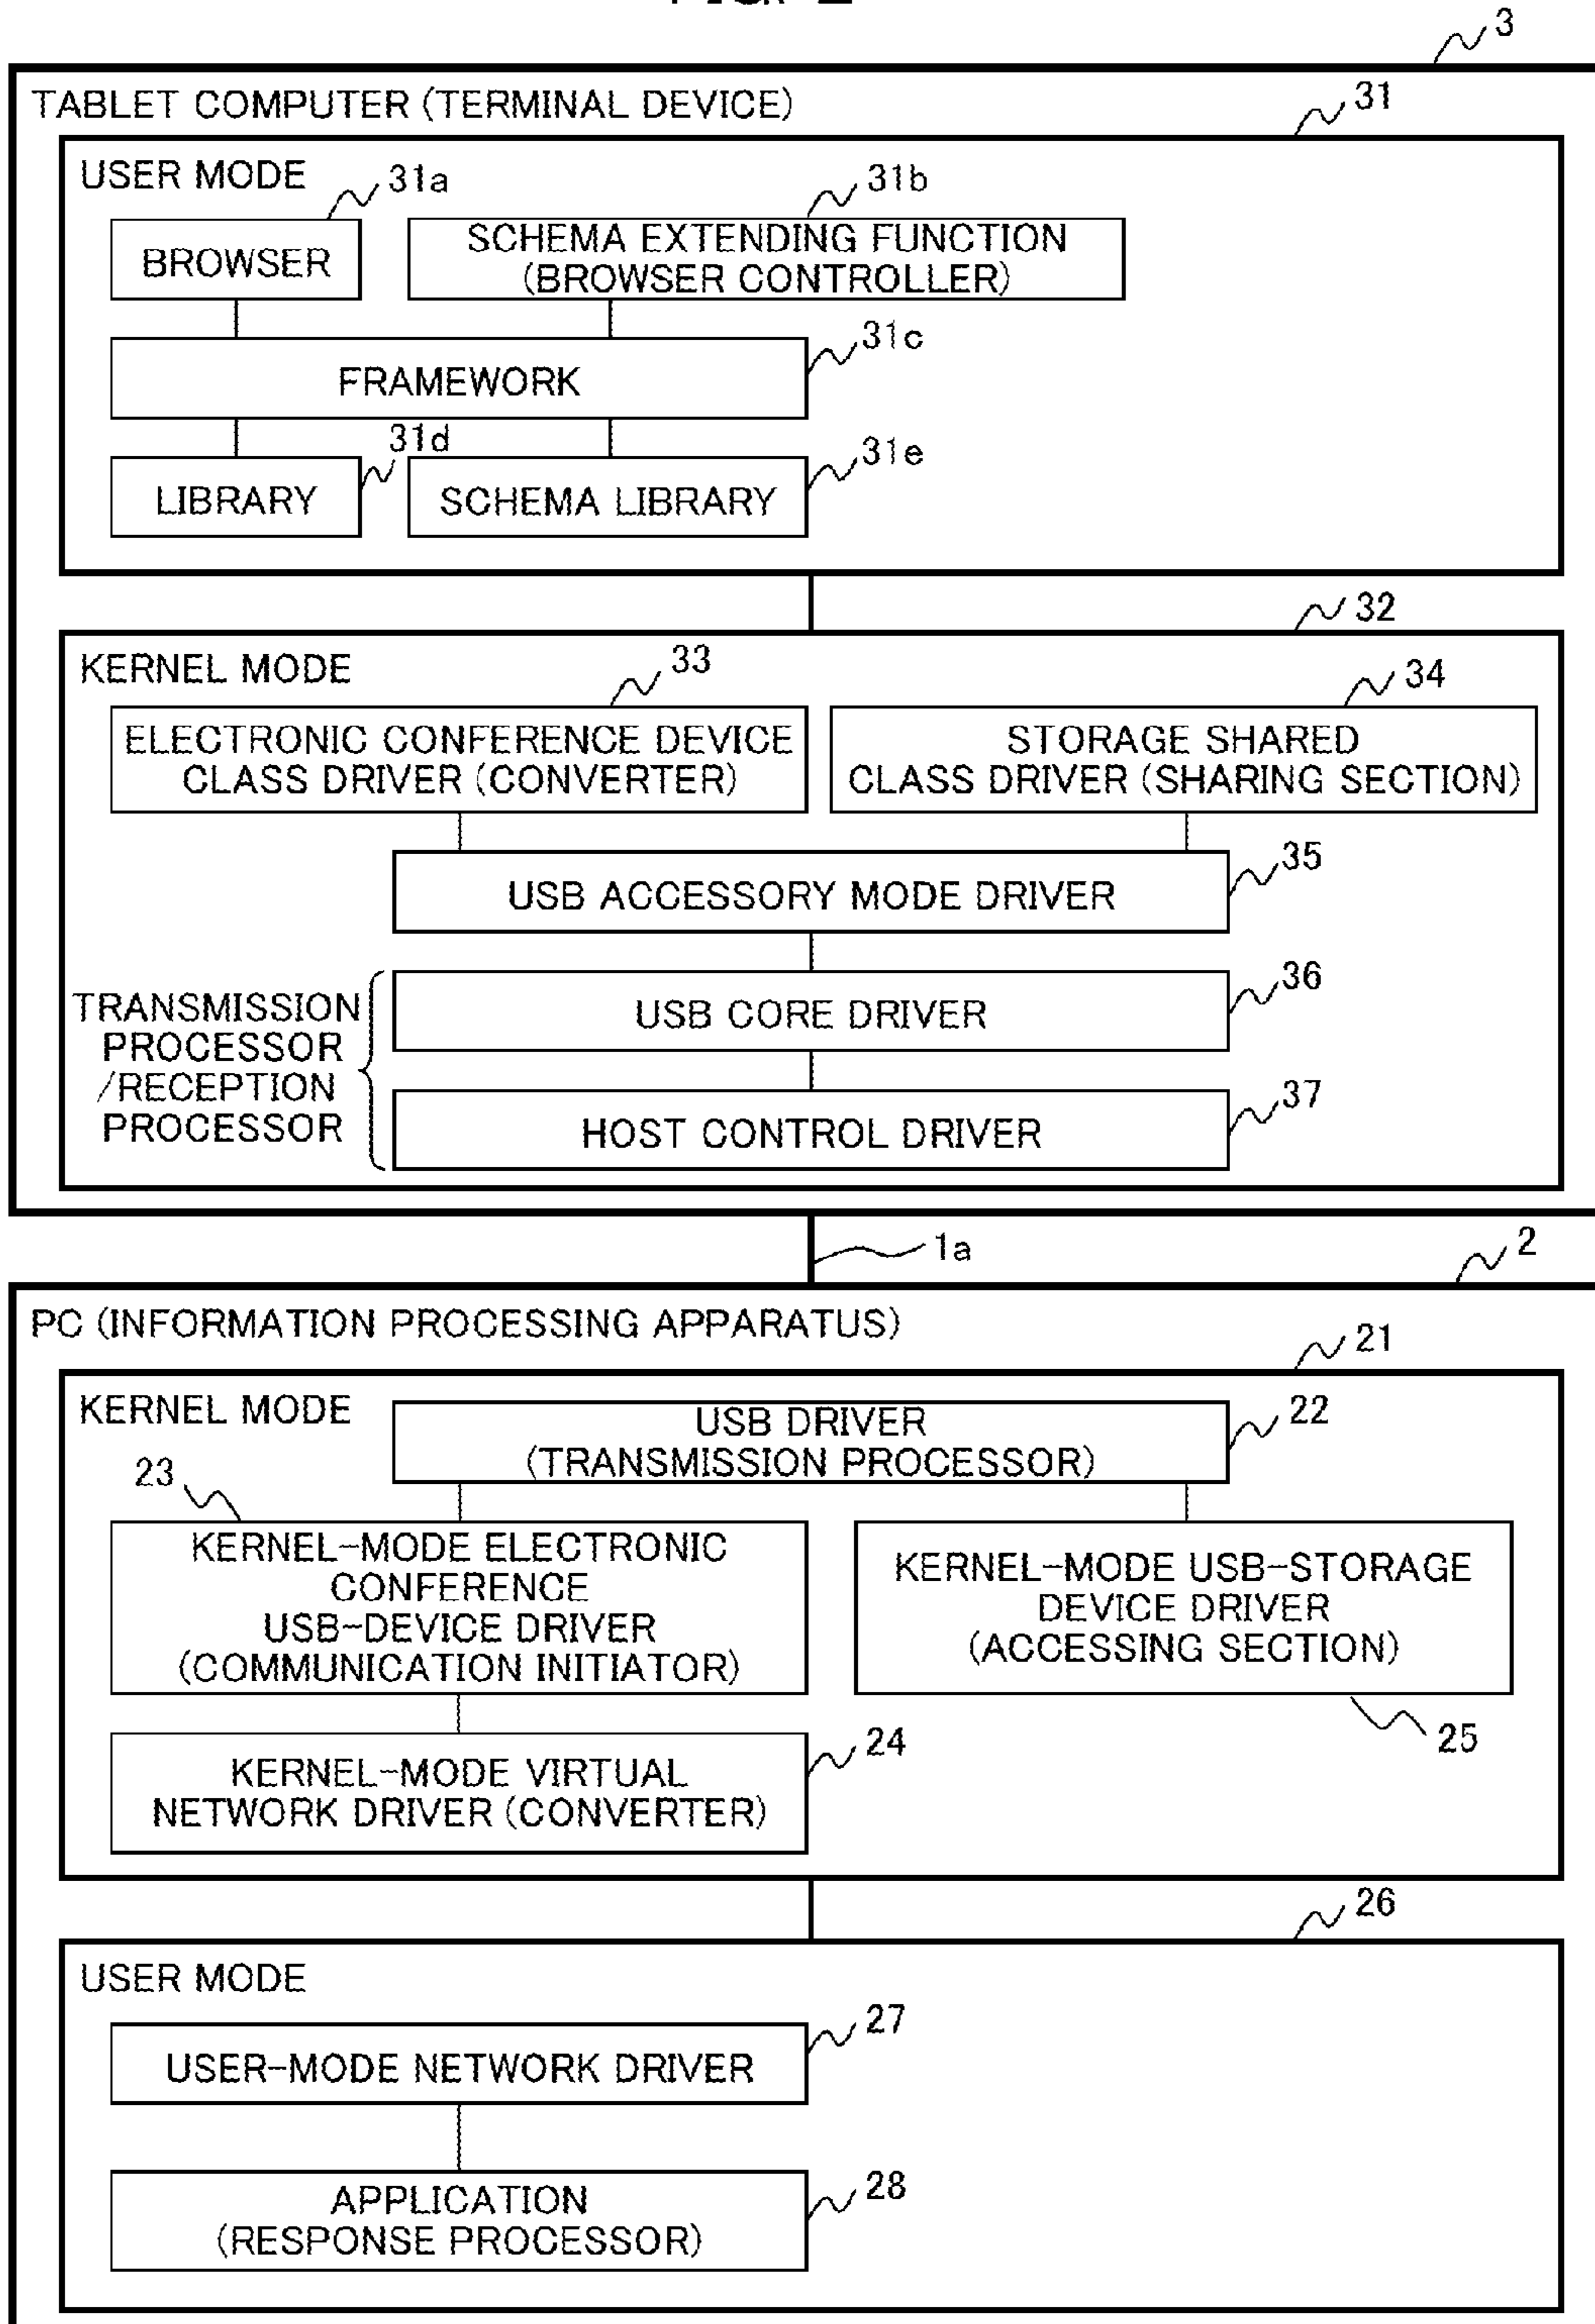 3
TABLET COMPUTER (TERMINAL DEVICE)
31
USER MODE
31a
31b
BROWSER
SCHEMA EXTENDING FUNCTION
(BROWSER CONTROLLER)
31c
FRAMEWORK
31d
31e
LIBRARY
SCHEMA LIBRARY
32
KERNEL MODE
33
34
ELECTRONIC CONFERENCE DEVICE
CLASS DRIVER (CONVERTER)
STORAGE SHARED
CLASS DRIVER (SHARING SECTION)
35
USB ACCESSORY MODE DRIVER
TRANSMISSION
PROCESSOR
/RECEPTION
PROCESSOR
36
USB CORE DRIVER
37
HOST CONTROL DRIVER
1a
2
PC (INFORMATION PROCESSING APPARATUS)
21
KERNEL MODE
22
USB DRIVER
(TRANSMISSION PROCESSOR)
23
KERNEL-MODE ELECTRONIC
CONFERENCE
USB-DEVICE DRIVER
(COMMUNICATION INITIATOR)
KERNEL-MODE USB-STORAGE
DEVICE DRIVER
(ACCESSING SECTION)
25
24
KERNEL-MODE VIRTUAL
NETWORK DRIVER (CONVERTER)
26
USER MODE
27
USER-MODE NETWORK DRIVER
28
APPLICATION
(RESPONSE PROCESSOR)